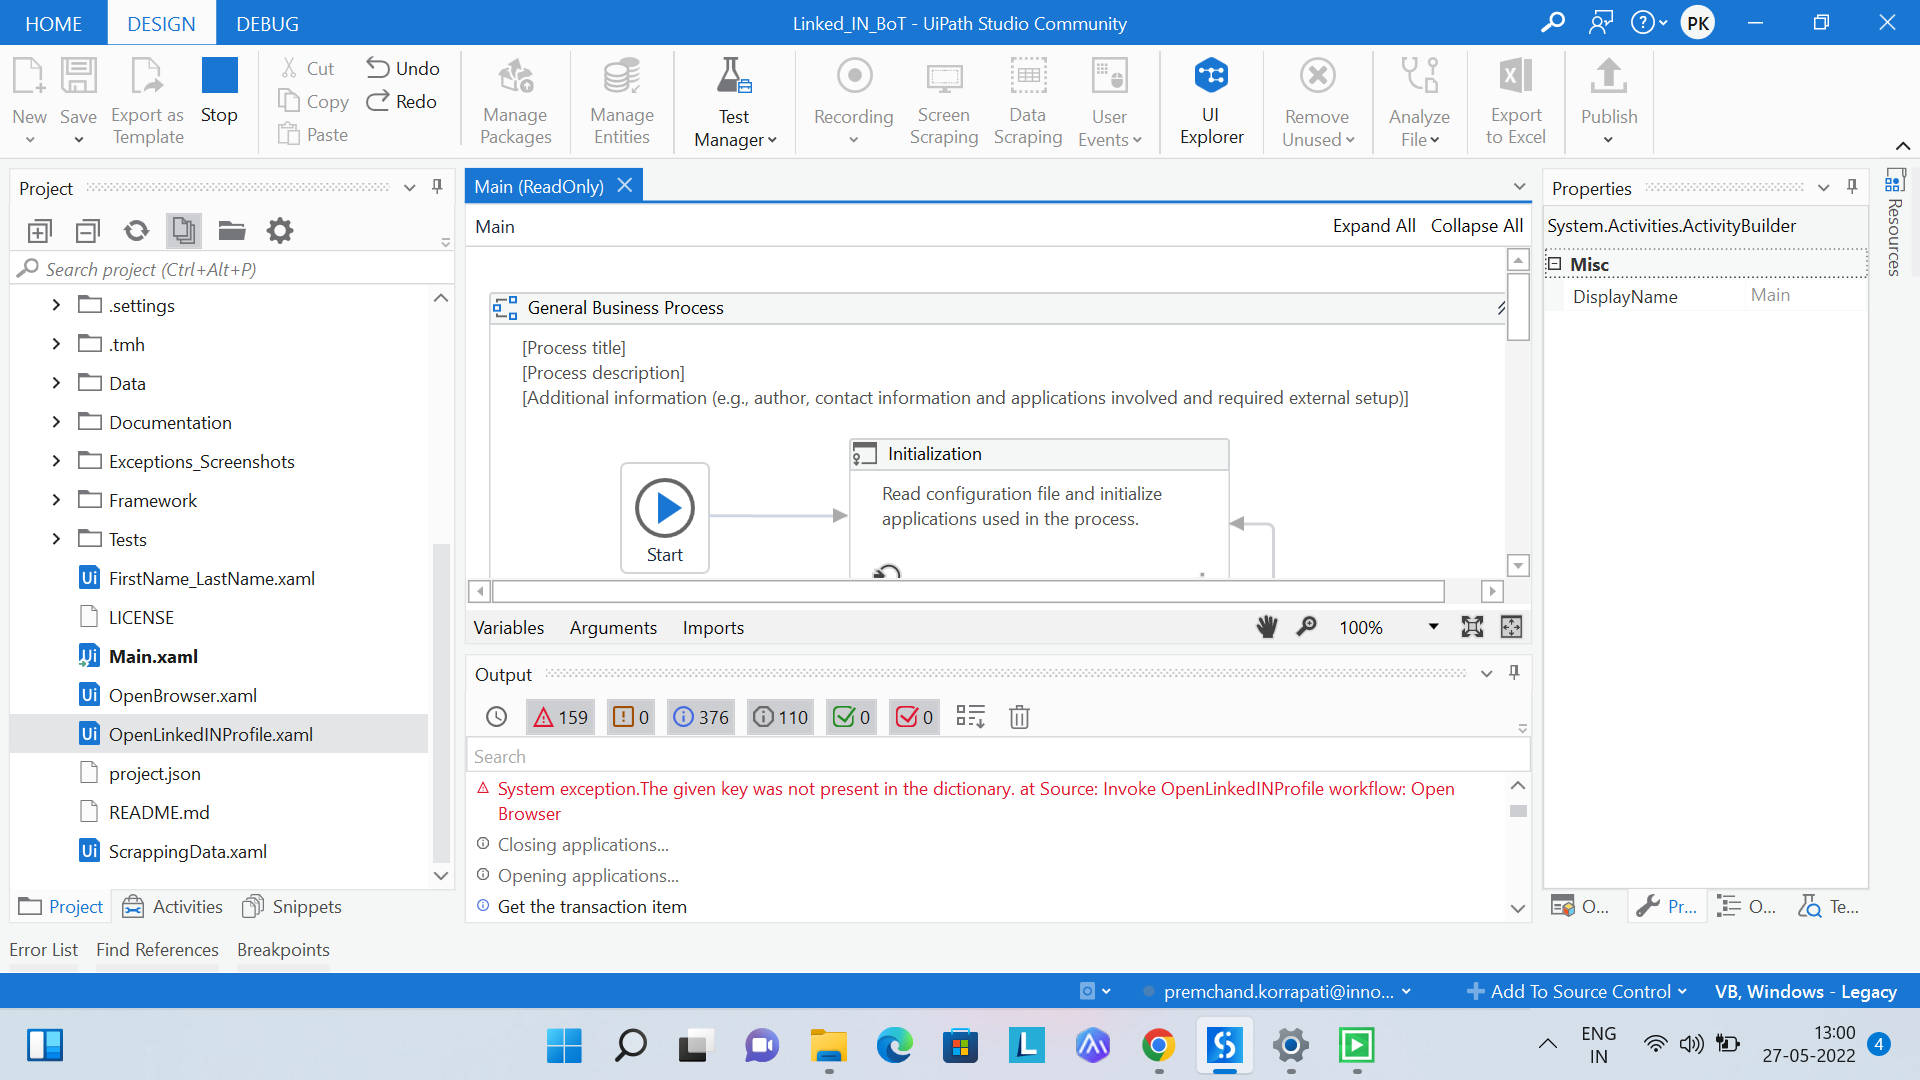 HOME DESIGN DEBUG
Linked_IN_BoT - UiPath Studio Community
PK
New
Save
Export as
Template
Stop
Cut
Copy
Paste
Undo
Redo
Manage
Packages
Manage
Entities
Test
Manager
Recording
Screen
Scraping
Data
Scraping
User
Events
UI
Explorer
Remove
Unused
Analyze
File
Export
to Excel
Publish
Project
Search project (Ctrl+Alt+P)
.settings
.tmh
Data
Documentation
Exceptions_Screenshots
Framework
Tests
Ui FirstName_LastName.xaml
LICENSE
Ui Main.xaml
Ui OpenBrowser.xaml
Ui OpenLinkedINProfile.xaml
project.json
README.md
Ui ScrappingData.xaml
Project Activities Snippets
Main (ReadOnly)
Main
Expand All Collapse All
General Business Process
[Process title]
[Process description]
[Additional information (e.g., author, contact information and applications involved and required external setup)]
Start
Initialization
Read configuration file and initialize
applications used in the process.
Variables Arguments Imports
100%
Output
159 0 376 110 0 0
Search
System exception.The given key was not present in the dictionary. at Source: Invoke OpenLinkedINProfile workflow: Open
Browser
Closing applications...
Opening applications...
Get the transaction item
Properties
System.Activities.ActivityBuilder
Misc
DisplayName Main
O... Pr... O... Te...
Resources
Error List Find References Breakpoints
premchand.korrapati@inno...
Add To Source Control
VB, Windows - Legacy
L
ENG
IN
13:00
27-05-2022
4